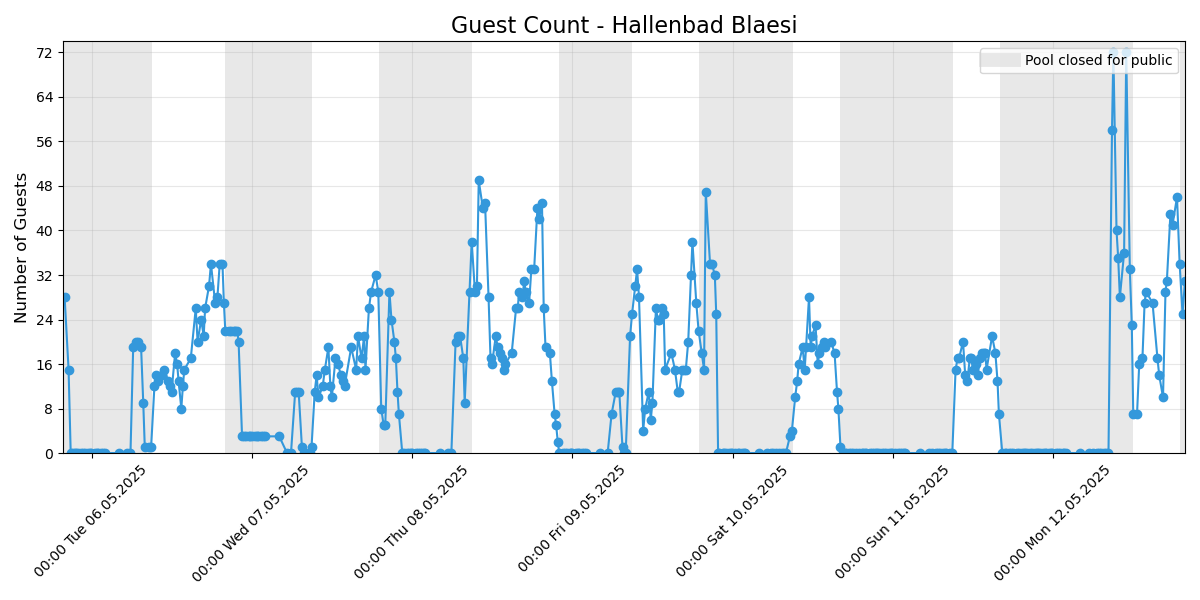 Guest Count - Hallenbad Blaesi
Pool closed for public
Number of Guests
72
64
56
48
40
32
24
16
8
0
00:00 Tue 06.05.2025
00:00 Wed 07.05.2025
00:00 Thu 08.05.2025
00:00 Fri 09.05.2025
00:00 Sat 10.05.2025
00:00 Sun 11.05.2025
00:00 Mon 12.05.2025